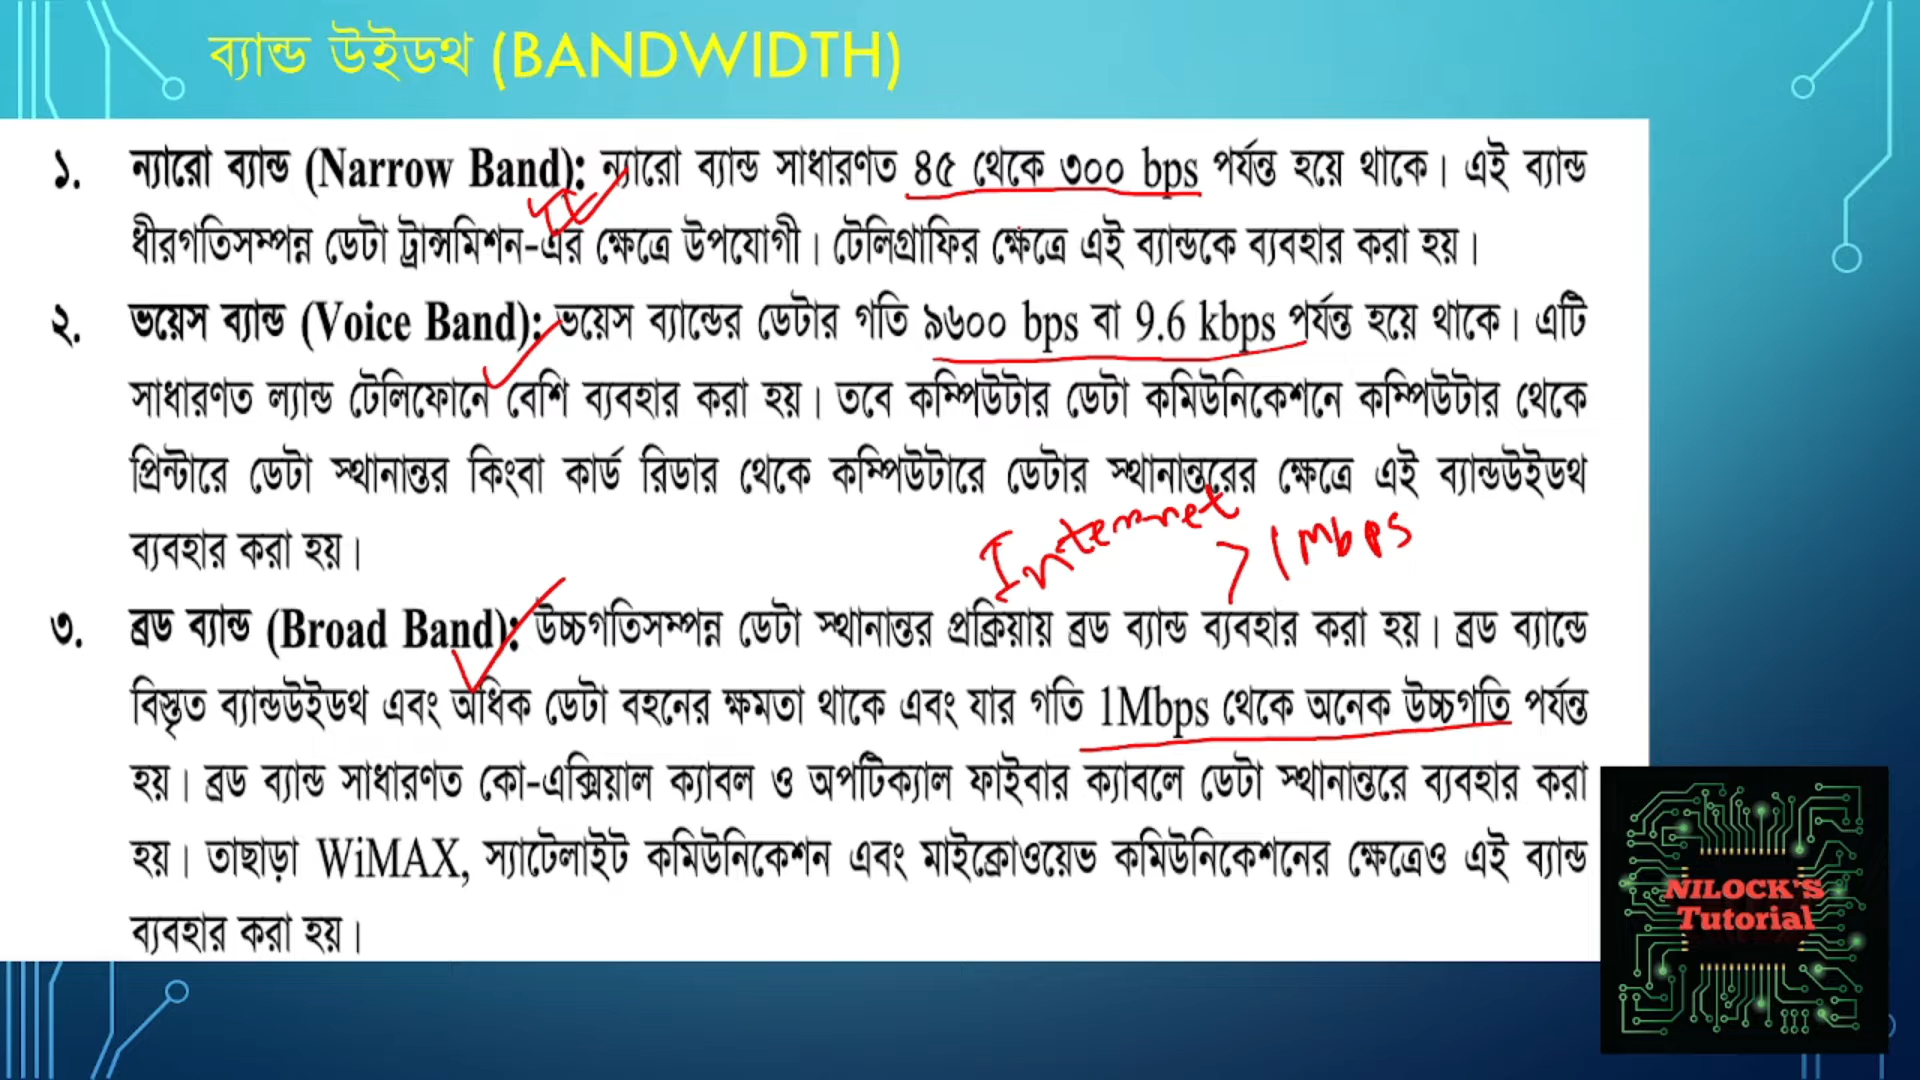 ব্যান্ড উইডথ (BANDWIDTH)
১. ন্যারো ব্যান্ড (Narrow Band): ন্যারো ব্যান্ড সাধারণত ৪৫ থেকে ৩০০ bps পর্যন্ত হয়ে থাকে। এই ব্যান্ড
ধীরগতিসম্পন্ন ডেটা ট্রান্সমিশন-এর ক্ষেত্রে উপযোগী। টেলিগ্রাফির ক্ষেত্রে এই ব্যান্ডকে ব্যবহার করা হয়।
২. ভয়েস ব্যান্ড (Voice Band): ভয়েস ব্যান্ডের ডেটার গতি ৯৬০০ bps বা 9.6 kbps পর্যন্ত হয়ে থাকে। এটি
সাধারণত ল্যান্ড টেলিফোনে বেশি ব্যবহার করা হয়। তবে কম্পিউটার ডেটা কমিউনিকেশনে কম্পিউটার থেকে
প্রিন্টারে ডেটা স্থানান্তর কিংবা কার্ড রিডার থেকে কম্পিউটারে ডেটার স্থানান্তরের ক্ষেত্রে এই ব্যান্ডউইডথ
ব্যবহার করা হয়।
Internet > 1 Mbps
৩. ব্রড ব্যান্ড (Broad Band): উচ্চগতিসম্পন্ন ডেটা স্থানান্তর প্রক্রিয়ায় ব্রড ব্যান্ড ব্যবহার করা হয়। ব্রড ব্যান্ডে
বিস্তৃত ব্যান্ডউইডথ এবং অধিক ডেটা বহনের ক্ষমতা থাকে এবং যার গতি 1Mbps থেকে অনেক উচ্চগতি পর্যন্ত
হয়। ব্রড ব্যান্ড সাধারণত কো-এক্সিয়াল ক্যাবল ও অপটিক্যাল ফাইবার ক্যাবলে ডেটা স্থানান্তরে ব্যবহার করা
হয়। তাছাড়া WiMAX, স্যাটেলাইট কমিউনিকেশন এবং মাইক্রোওয়েভ কমিউনিকেশনের ক্ষেত্রেও এই ব্যান্ড
ব্যবহার করা হয়।
NILOCK'S
Tutorial